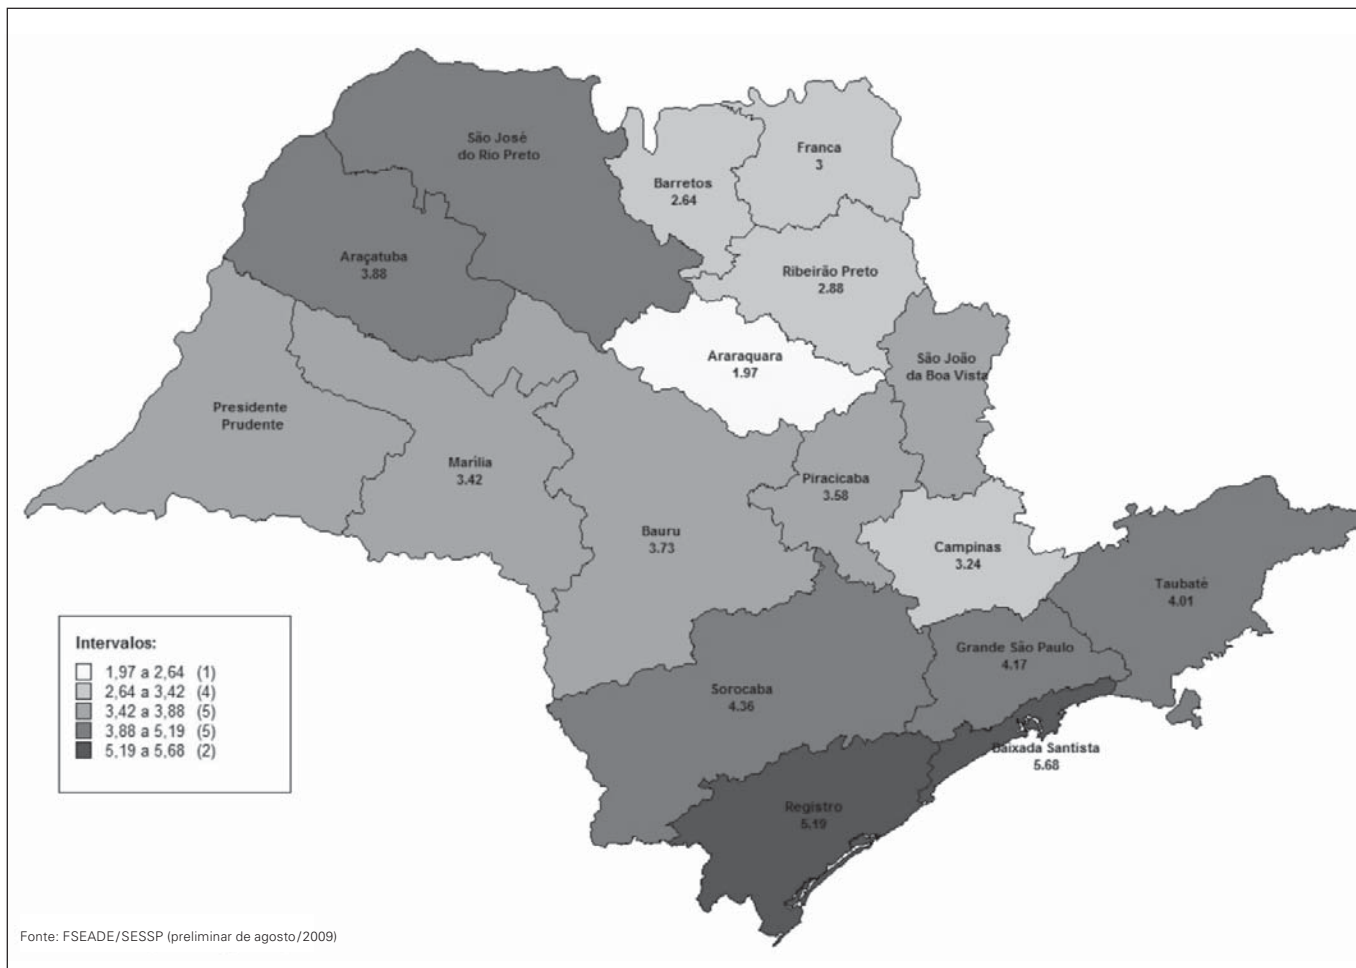 São José
do Rio Preto
Franca
3
Barretos
2.64
Araçatuba
3.88
Ribeirão Preto
2.88
Araraquara
1.97
São João
da Boa Vista
Presidente
Prudente
Marília
3.42
Piracicaba
3.58
Bauru
3.73
Campinas
3.24
Taubaté
4.01
Grande São Paulo
4.17
Sorocaba
4.36
Baixada Santista
5.68
Registro
5.19
Intervalos:
1,97 a 2,64 (1)
2,64 a 3,42 (4)
3,42 a 3,88 (5)
3,88 a 5,19 (5)
5,19 a 5,68 (2)
Fonte: FSEADE/SESSP (preliminar de agosto/2009)